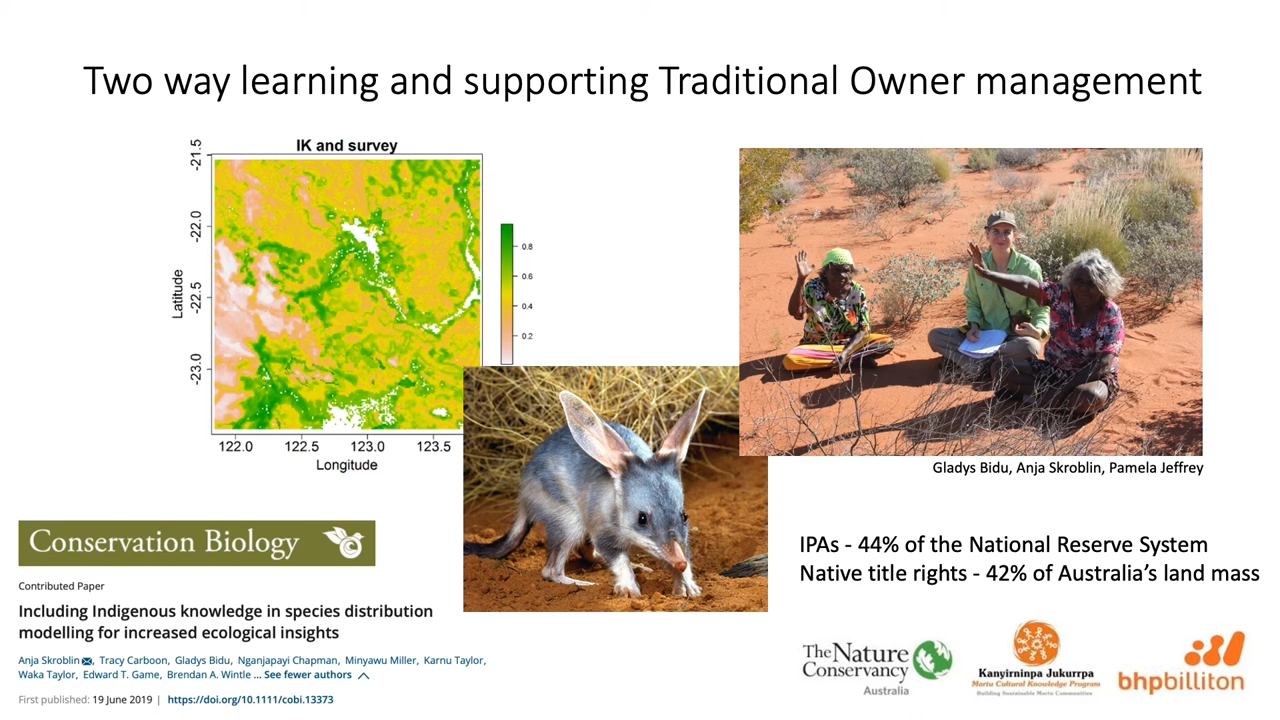 Two way learning and supporting Traditional Owner management
IK and survey
-21.5
-22.0
-22.5
-23.0
Latitude
122.0
122.5
123.0
123.5
Longitude
0.8
0.6
0.4
0.2
Gladys Bidu, Anja Skroblin, Pamela Jeffrey
Conservation Biology
Contributed Paper
Including Indigenous knowledge in species distribution
modelling for increased ecological insights
Anja Skroblin, Tracy Carboon, Gladys Bidu, Nganjapayi Chapman, Minyawu Miller, Karnu Taylor,
Waka Taylor, Edward T. Game, Brendan A. Wintle ... See fewer authors
First published: 19 June 2019 | https://doi.org/10.1111/cobi.13373
IPAs - 44% of the National Reserve System
Native title rights - 42% of Australia's land mass
The Nature
Conservancy
Australia
Kanyirninpa Jukurrpa
Martu Cultural Knowledge Program
Building Sustainable Martu Communities
bhpbilliton